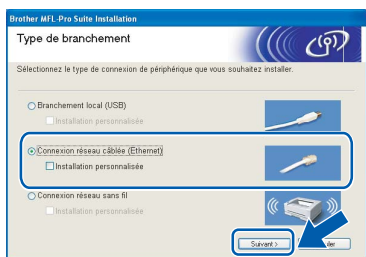 Brother MFL-Pro Suite Installation
Type de branchement
Sélectionnez le type de connexion de périphérique que vous souhaitez installer.
Branchement local (USB)
Installation personnalisée
Connexion réseau câblée (Ethernet)
Installation personnalisée
Connexion réseau sans fil
Installation personnalisée
Suivant >